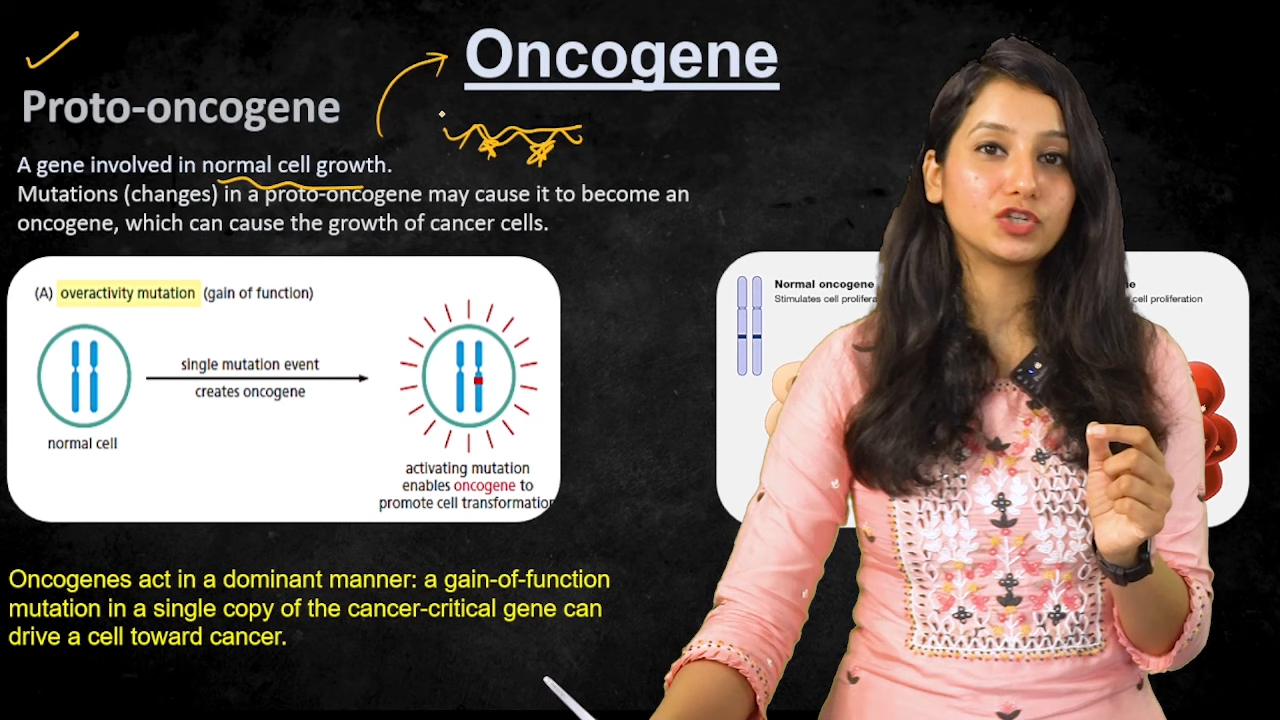 Oncogene
Proto-oncogene
A gene involved in normal cell growth.
Mutations (changes) in a proto-oncogene may cause it to become an
oncogene, which can cause the growth of cancer cells.
(A) overactivity mutation (gain of function)
single mutation event
creates oncogene
normal cell
activating mutation
enables oncogene to
promote cell transformation
Normal oncogene
Stimulates cell
cell proliferation
Oncogenes act in a dominant manner: a gain-of-function
mutation in a single copy of the cancer-critical gene can
drive a cell toward cancer.